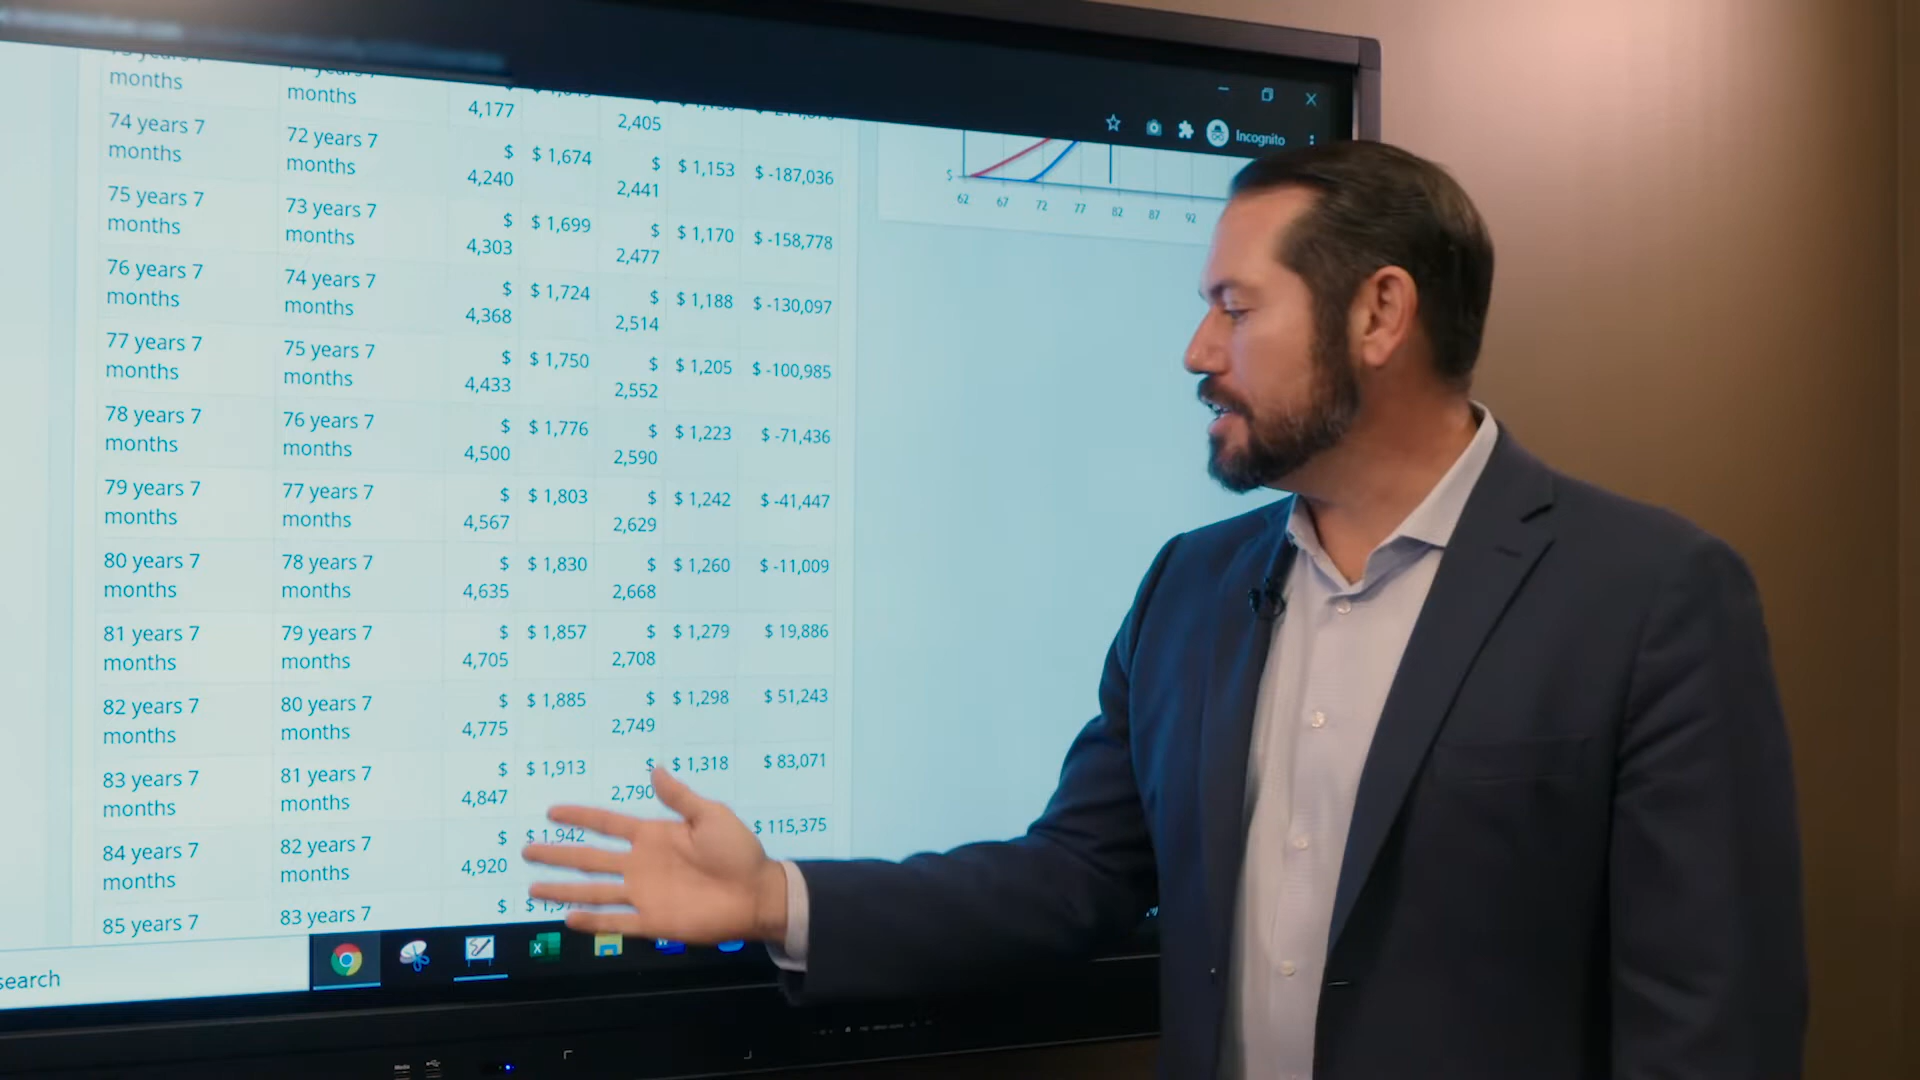 months months 4,177 2,405
74 years 7 months 72 years 7 months $ 4,240 $ 1,674 $ 2,441 $ 1,153 $ -187,036
75 years 7 months 73 years 7 months $ 4,303 $ 1,699 $ 2,477 $ 1,170 $ -158,778
76 years 7 months 74 years 7 months $ 4,368 $ 1,724 $ 2,514 $ 1,188 $ -130,097
77 years 7 months 75 years 7 months $ 4,433 $ 1,750 $ 2,552 $ 1,205 $ -100,985
78 years 7 months 76 years 7 months $ 4,500 $ 1,776 $ 2,590 $ 1,223 $ -71,436
79 years 7 months 77 years 7 months $ 4,567 $ 1,803 $ 2,629 $ 1,242 $ -41,447
80 years 7 months 78 years 7 months $ 4,635 $ 1,830 $ 2,668 $ 1,260 $ -11,009
81 years 7 months 79 years 7 months $ 4,705 $ 1,857 $ 2,708 $ 1,279 $ 19,886
82 years 7 months 80 years 7 months $ 4,775 $ 1,885 $ 2,749 $ 1,298 $ 51,243
83 years 7 months 81 years 7 months $ 4,847 $ 1,913 $ 2,790 $ 1,318 $ 83,071
84 years 7 months 82 years 7 months $ 4,920 $ 1,942 $ 115,375
85 years 7 83 years 7 $
search
Incognito
$
62 67 72 77 82 87 92